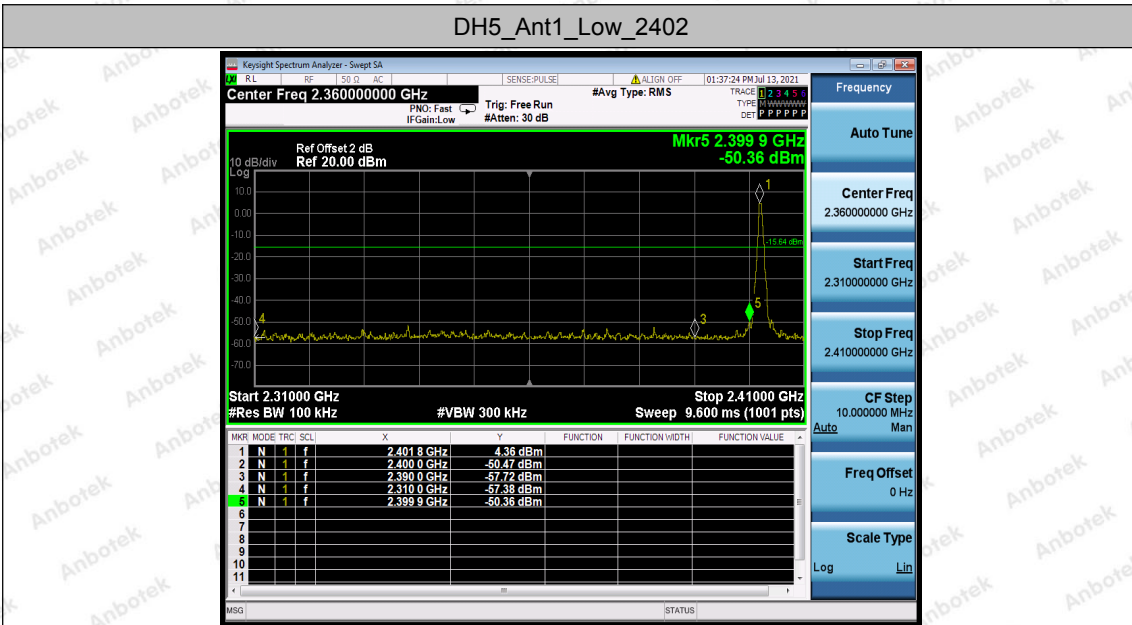 DH5_Ant1_Low_2402
Keysight Spectrum Analyzer - Swept SA
RL RF 50 Ω AC SENSE:PULSE ALIGN OFF 01:37:24 PM Jul 13, 2021
Center Freq 2.360000000 GHz #Avg Type: RMS TRACE 1 2 3 4 5 6
PNO: Fast Trig: Free Run TYPE M WWWWW
IFGain:Low #Atten: 30 dB DET P P P P P P
Mkr5 2.399 9 GHz
-50.36 dBm
Ref Offset 2 dB
10 dB/div Ref 20.00 dBm
Log
10.0
0.00
-10.0
-20.0
-30.0
-40.0
-50.0
-60.0
-70.0
1
-15.64 dBm
5
4
3
Start 2.31000 GHz Stop 2.41000 GHz
#Res BW 100 kHz #VBW 300 kHz Sweep 9.600 ms (1001 pts)
MKR MODE TRC SCL X Y FUNCTION FUNCTION WIDTH FUNCTION VALUE
1 N 1 f 2.401 8 GHz 4.36 dBm
2 N 1 f 2.400 0 GHz -50.47 dBm
3 N 1 f 2.390 0 GHz -57.72 dBm
4 N 1 f 2.310 0 GHz -57.38 dBm
5 N 1 f 2.399 9 GHz -50.36 dBm
6
7
8
9
10
11
MSG STATUS
Frequency
Auto Tune
Center Freq
2.360000000 GHz
Start Freq
2.310000000 GHz
Stop Freq
2.410000000 GHz
CF Step
10.000000 MHz
Auto Man
Freq Offset
0 Hz
Scale Type
Log Lin
Anbotek